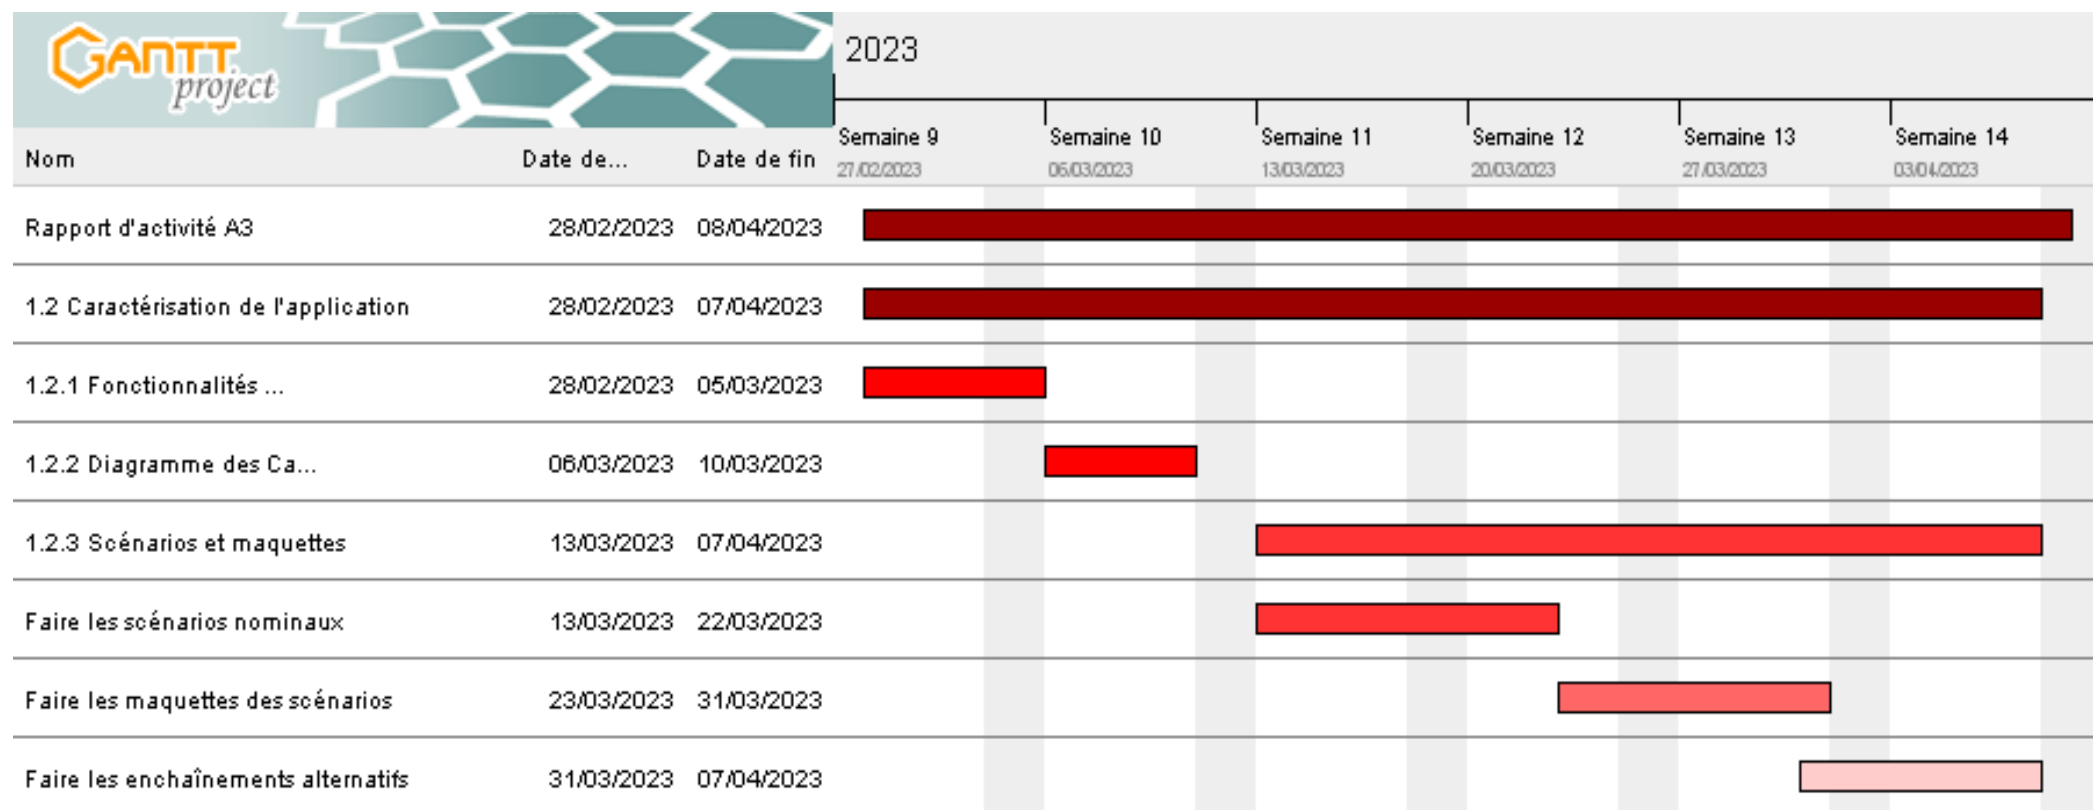 GANTT
project
2023
Semaine 9 Semaine 10 Semaine 11 Semaine 12 Semaine 13 Semaine 14
Nom Date de... Date de fin 27/02/2023 06/03/2023 13/03/2023 20/03/2023 27/03/2023 03/04/2023
Rapport d'activité A3 28/02/2023 08/04/2023
1.2 Caractérisation de l'application 28/02/2023 07/04/2023
1.2.1 Fonctionnalités ... 28/02/2023 05/03/2023
1.2.2 Diagramme des Ca... 06/03/2023 10/03/2023
1.2.3 Scénarios et maquettes 13/03/2023 07/04/2023
Faire les scénarios nominaux 13/03/2023 22/03/2023
Faire les maquettes des scénarios 23/03/2023 31/03/2023
Faire les enchaînements alternatifs 31/03/2023 07/04/2023